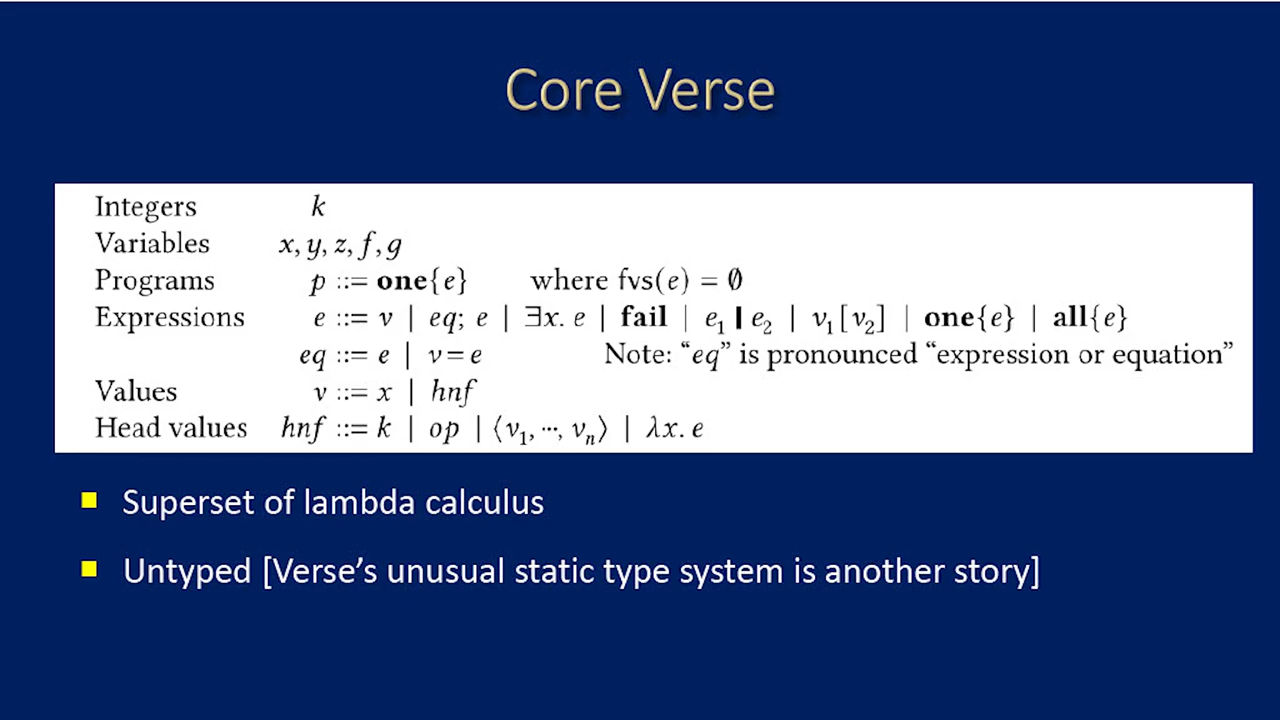 Core Verse
Integers k
Variables x, y, z, f, g
Programs p ::= one{e} where fvs(e) = ∅
Expressions e ::= v | eq; e | ∃x. e | fail | e₁ ❙ e₂ | v₁[v₂] | one{e} | all{e}
eq ::= e | v = e Note: “eq” is pronounced “expression or equation”
Values v ::= x | hnf
Head values hnf ::= k | op | ⟨v₁, ⋯, vₙ⟩ | λx. e
Superset of lambda calculus
Untyped [Verse’s unusual static type system is another story]